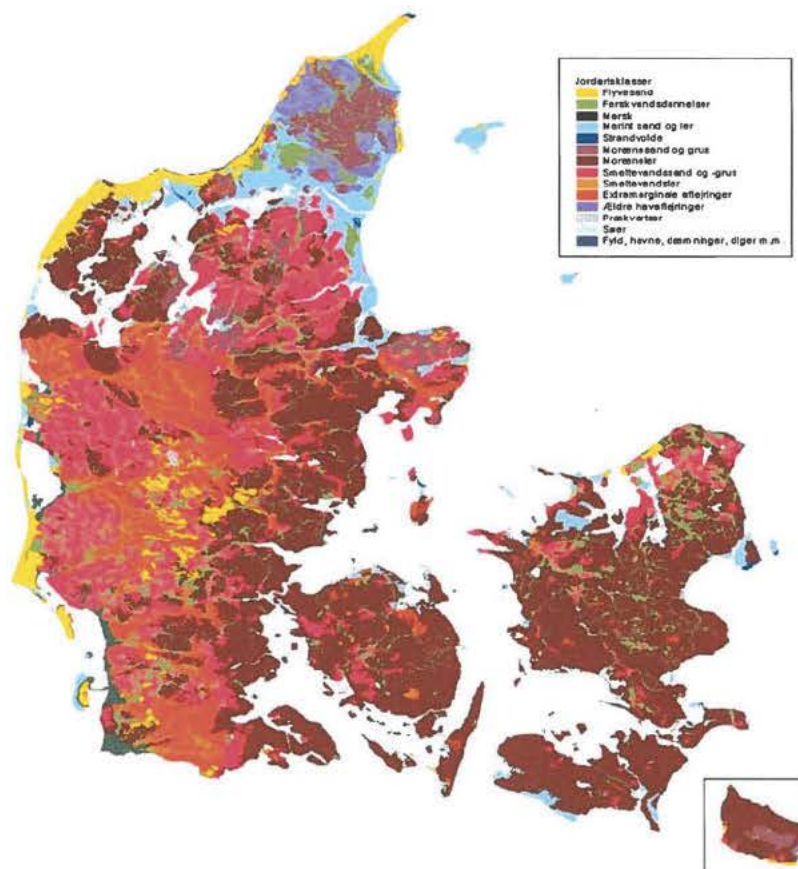 Jordartsklasser
Flyvesand
Ferskvandsdannelser
Marsk
Marint sand og ler
Strandvolde
Morænesand og grus
Moræneler
Smeltevandssand og -grus
Smeltevandsler
Extramarginale aflejringer
Ældre havaflejringer
Prækvartær
Søer
Fyld, havne, dæmninger, diger m.m